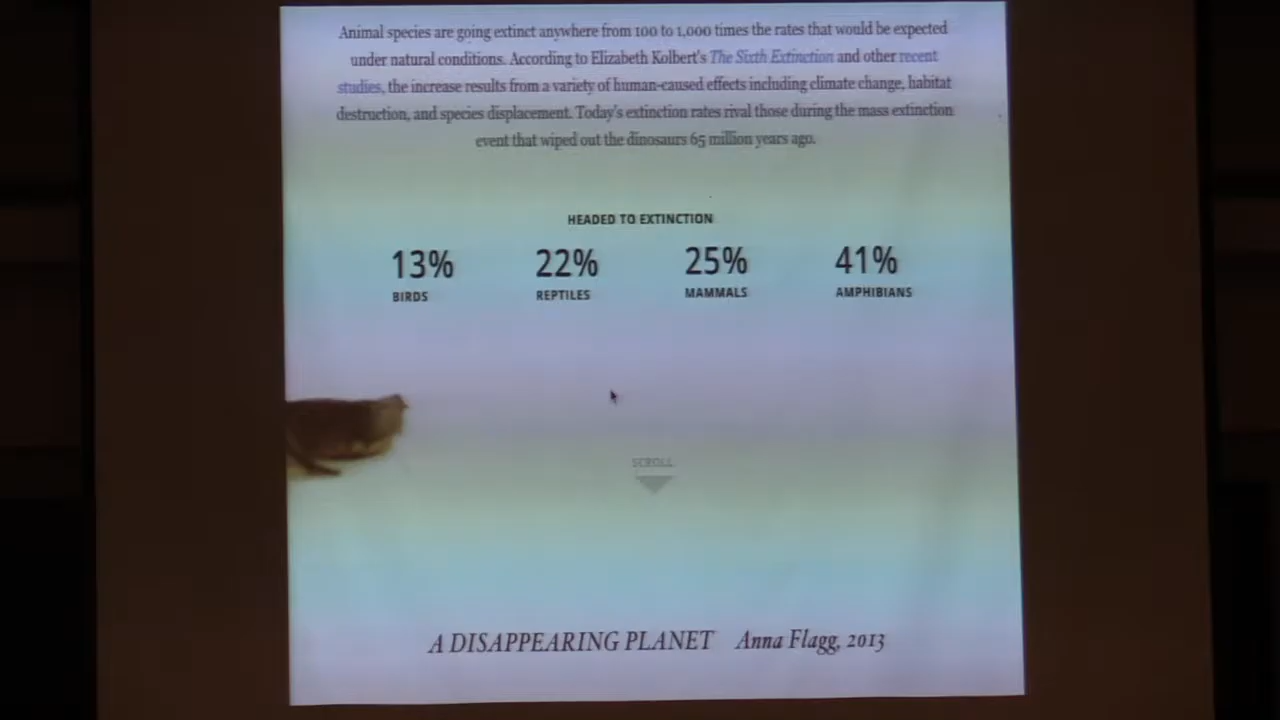 Animal species are going extinct anywhere from 100 to 1,000 times the rates that would be expected
under natural conditions. According to Elizabeth Kolbert's The Sixth Extinction and other recent
studies, the increase results from a variety of human-caused effects including climate change, habitat
destruction, and species displacement. Today's extinction rates rival those during the mass extinction
event that wiped out the dinosaurs 65 million years ago.
HEADED TO EXTINCTION
13% 22% 25% 41%
BIRDS REPTILES MAMMALS AMPHIBIANS
SCROLL
A DISAPPEARING PLANET Anna Flagg, 2013